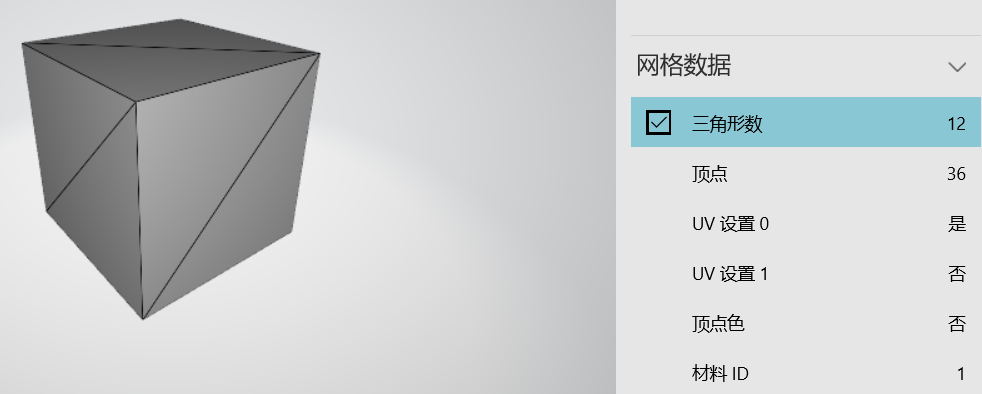 网格数据
三角形数 12
顶点 36
UV 设置 0 是
UV 设置 1 否
顶点色 否
材料 ID 1